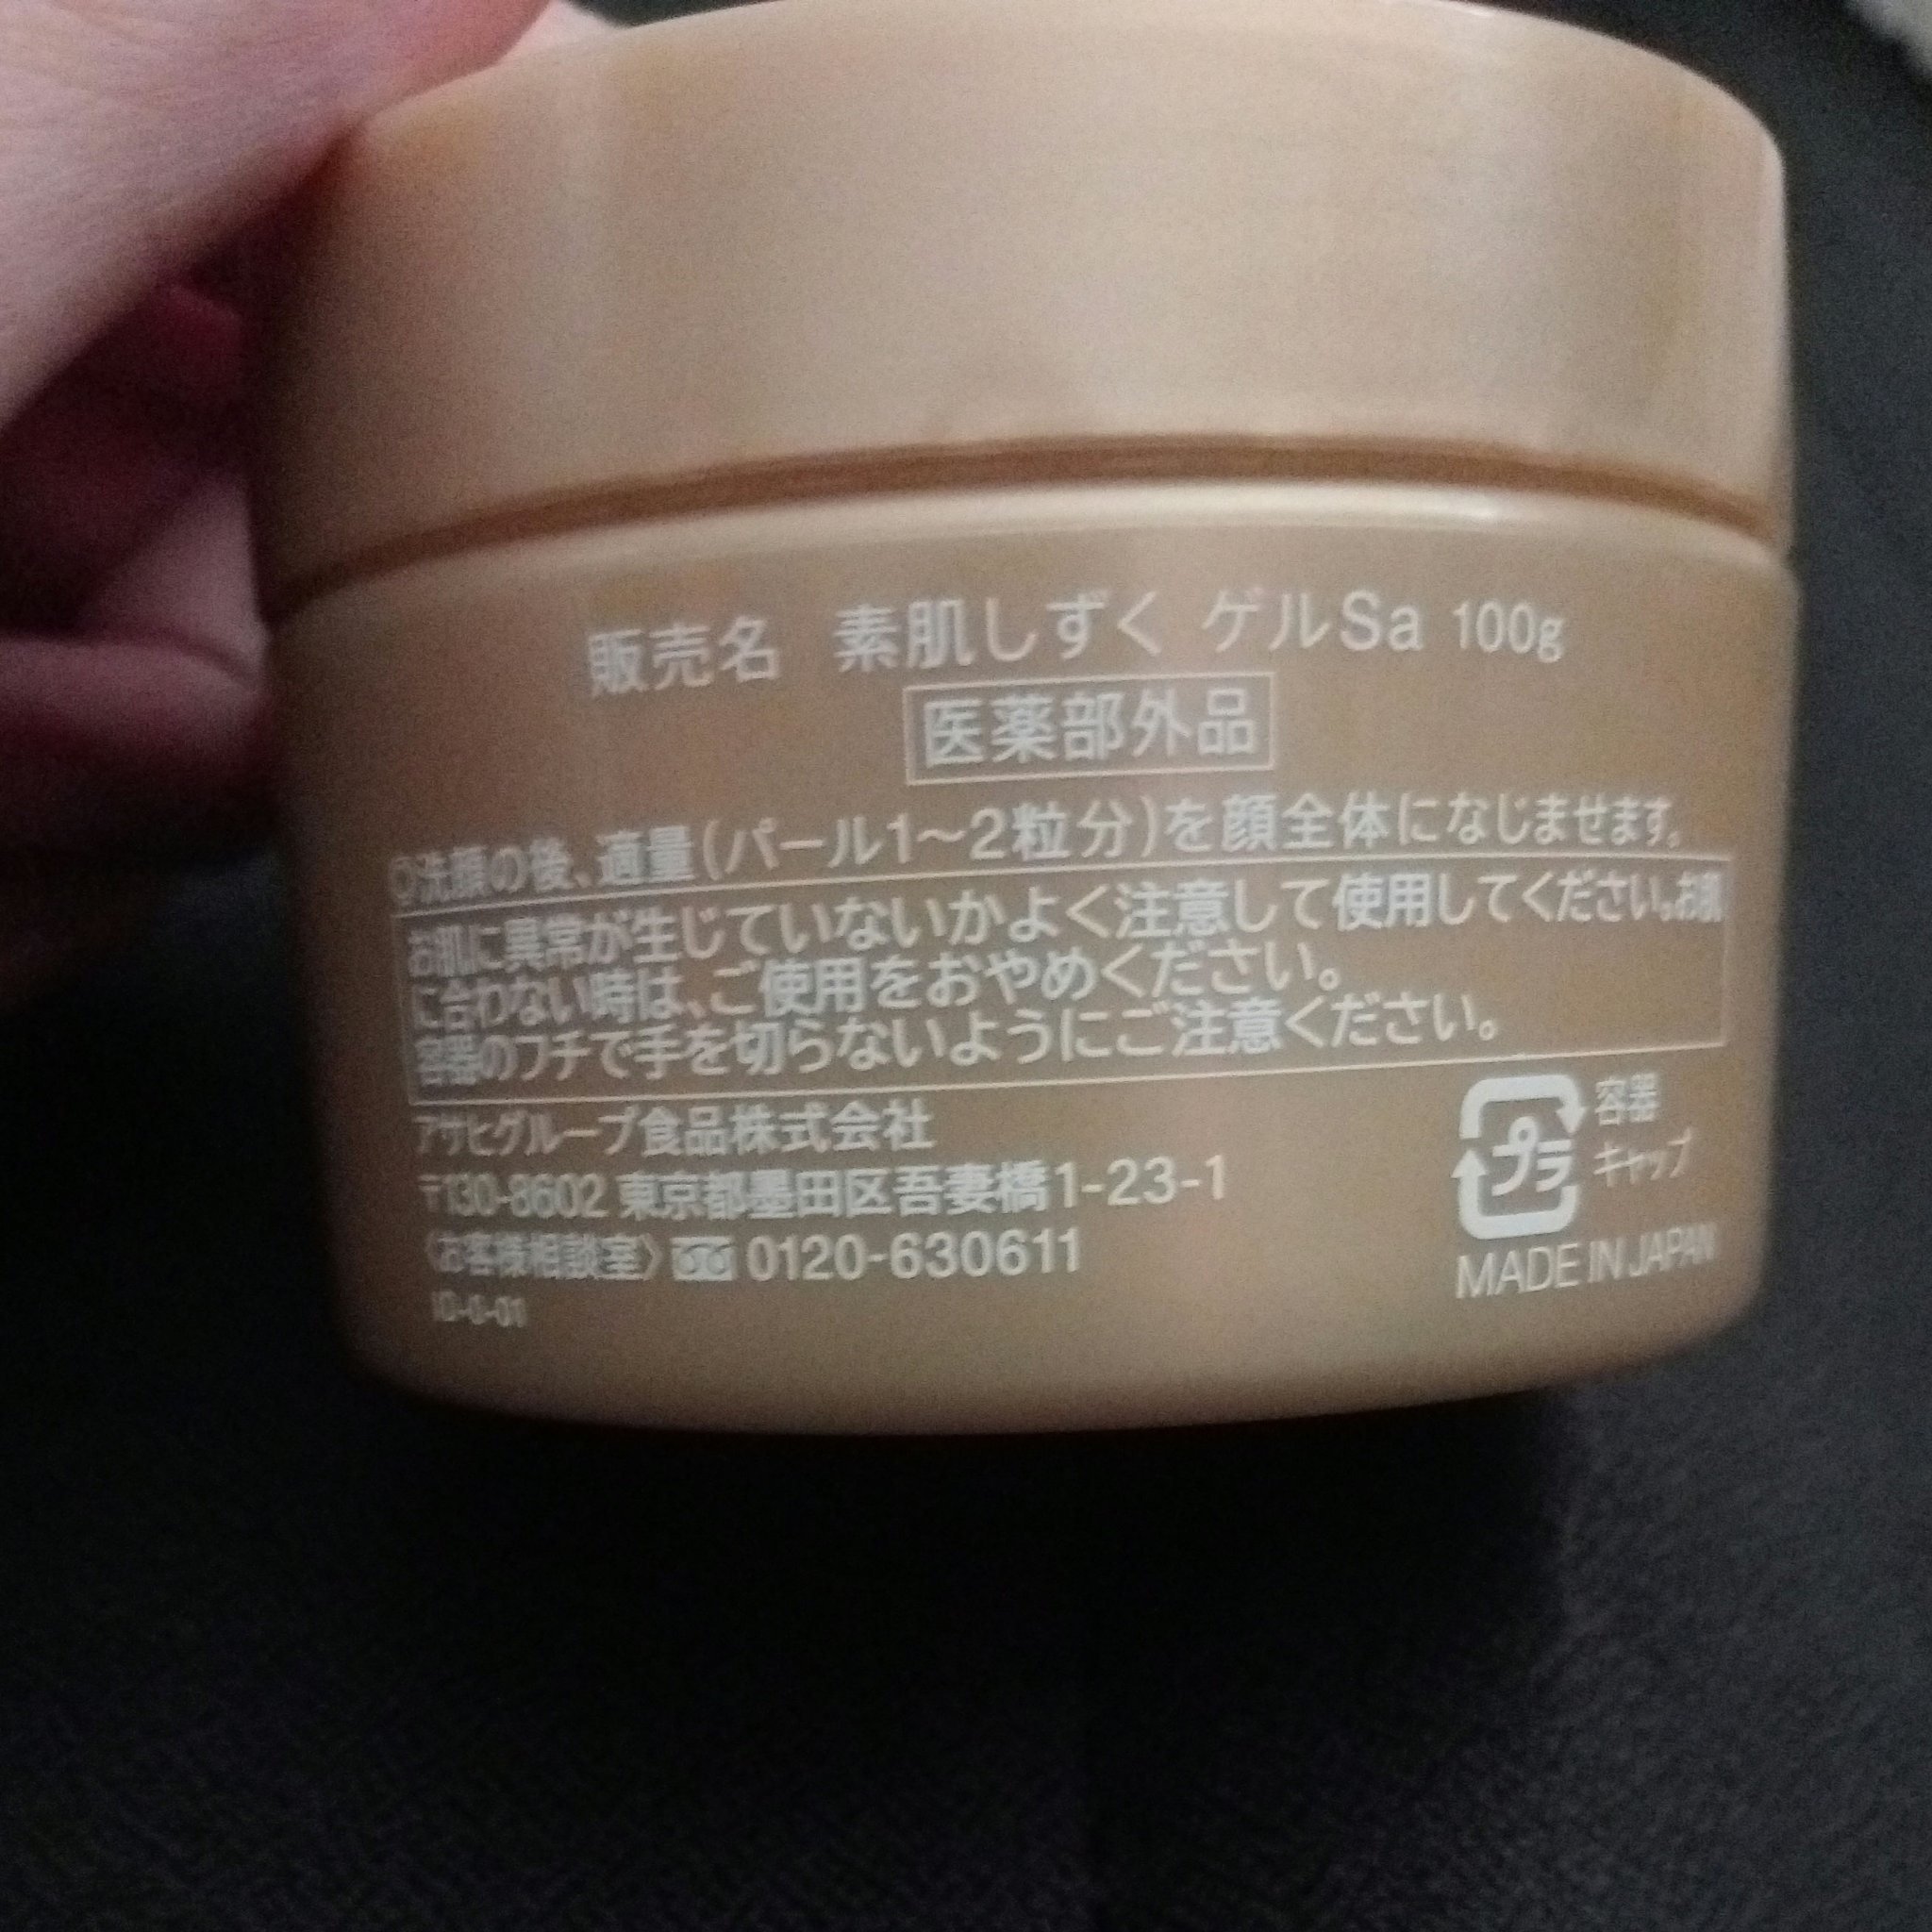 販売名 素肌しずく ゲルSa 100g
医薬部外品
○洗顔の後、適量(パール1〜2粒分)を顔全体になじませます。
お肌に異常が生じていないかよく注意して使用してください。お肌
に合わない時は、ご使用をおやめください。
容器のフチで手を切らないようにご注意ください。
アサヒグループ食品株式会社
〒130-8602 東京都墨田区吾妻橋1-23-1
〈お客様相談室〉 0120-630611
プラ
容器
キャップ
MADE IN JAPAN